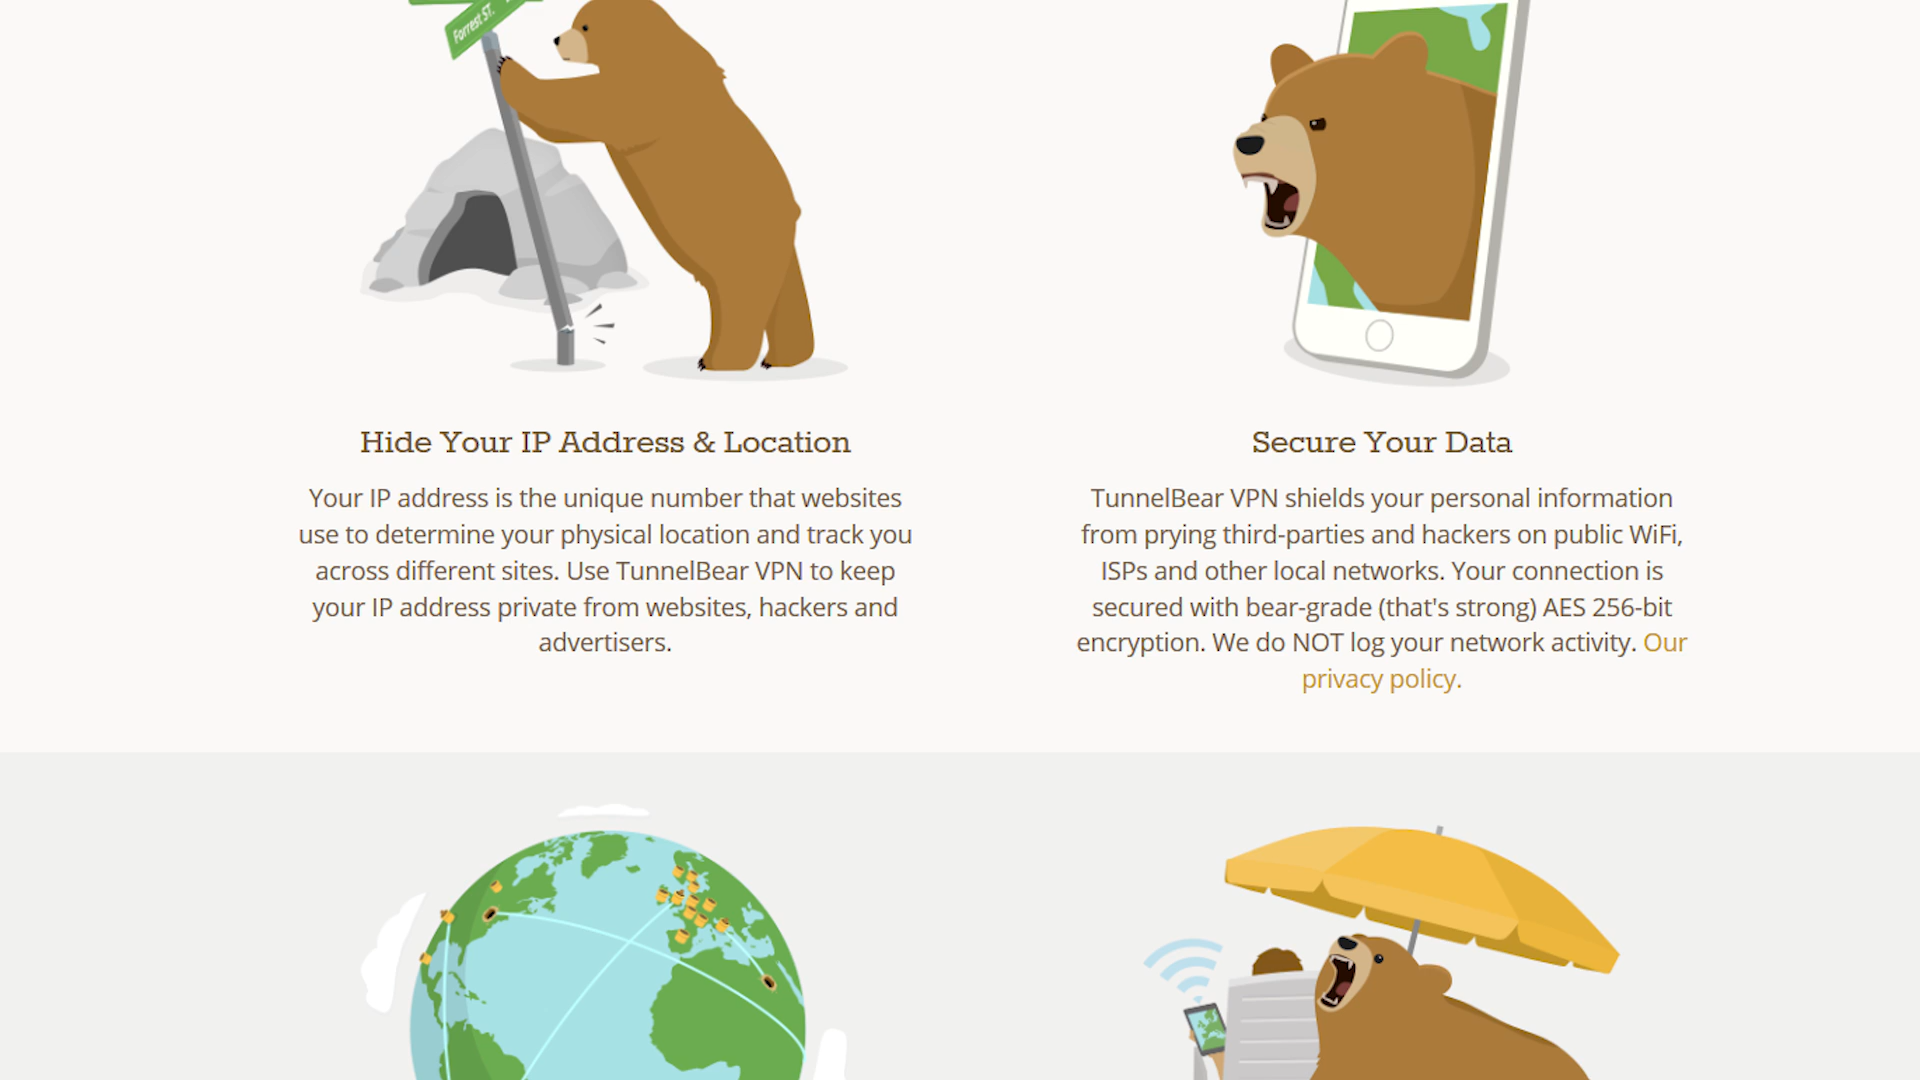 Forrest ST.
Hide Your IP Address & Location
Your IP address is the unique number that websites
use to determine your physical location and track you
across different sites. Use TunnelBear VPN to keep
your IP address private from websites, hackers and
advertisers.
Secure Your Data
TunnelBear VPN shields your personal information
from prying third-parties and hackers on public WiFi,
ISPs and other local networks. Your connection is
secured with bear-grade (that's strong) AES 256-bit
encryption. We do NOT log your network activity. Our
privacy policy.